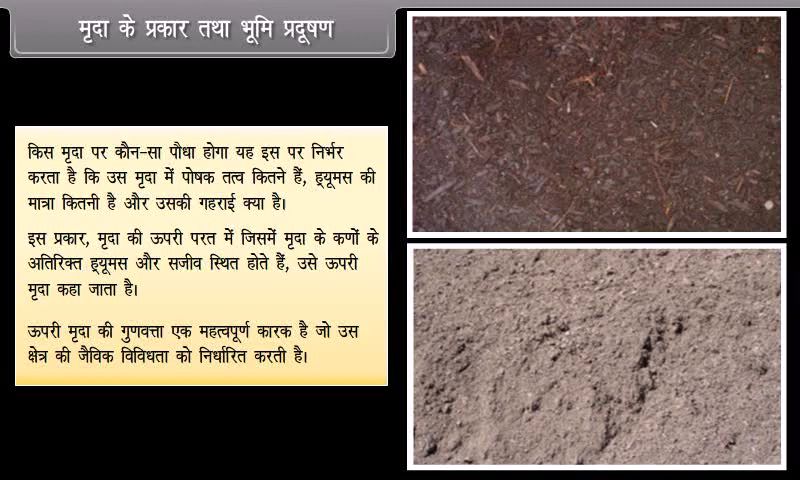 मृदा के प्रकार तथा भूमि प्रदूषण
किस मृदा पर कौन-सा पौधा होगा यह इस पर निर्भर
करता है कि उस मृदा में पोषक तत्व कितने हैं, ह्यूमस की
मात्रा कितनी है और उसकी गहराई क्या है।
इस प्रकार, मृदा की ऊपरी परत में जिसमें मृदा के कणों के
अतिरिक्त ह्यूमस और सजीव स्थित होते हैं, उसे ऊपरी
मृदा कहा जाता है।
ऊपरी मृदा की गुणवत्ता एक महत्वपूर्ण कारक है जो उस
क्षेत्र की जैविक विविधता को निर्धारित करती है।